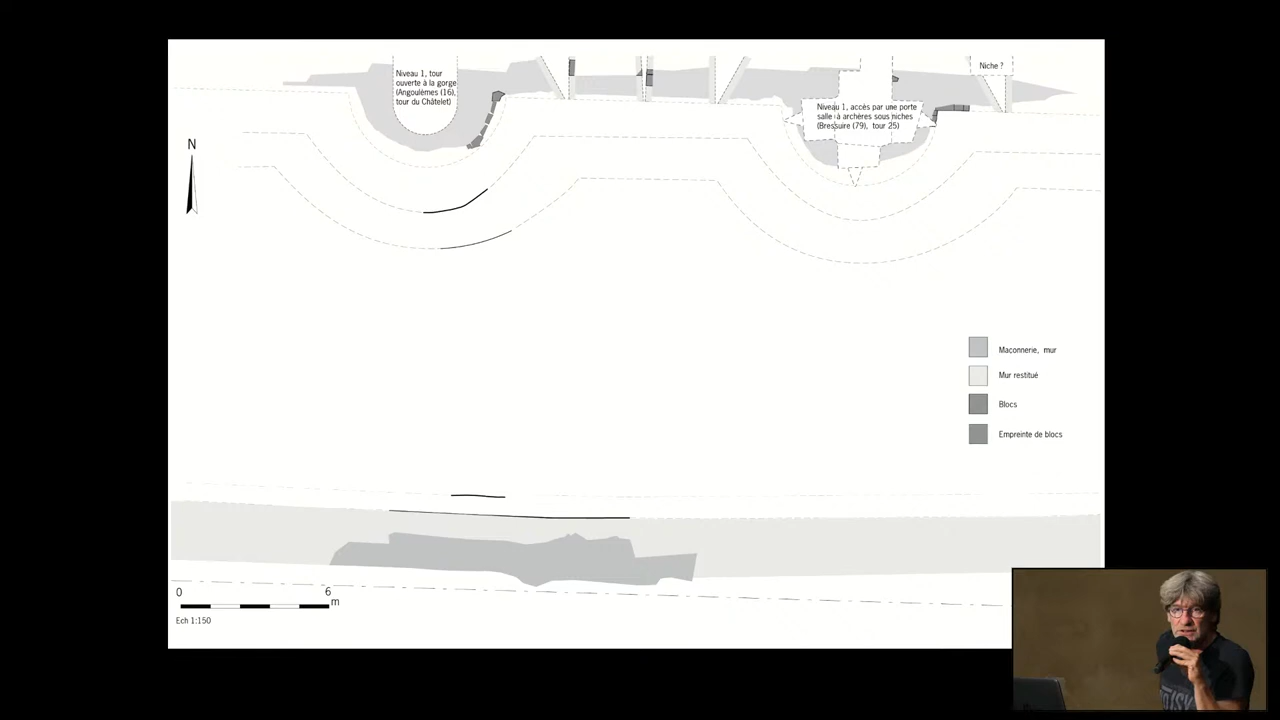 Niveau 1, tour
ouverte à la gorge
(Angoulèmes (16),
tour du Châtelet)
Niche ?
Niveau 1, accès par une porte
salle à archères sous niches
(Bressuire (79), tour 25)
N
Maçonnerie, mur
Mur restitué
Blocs
Empreinte de blocs
0 6
m
Ech 1:150